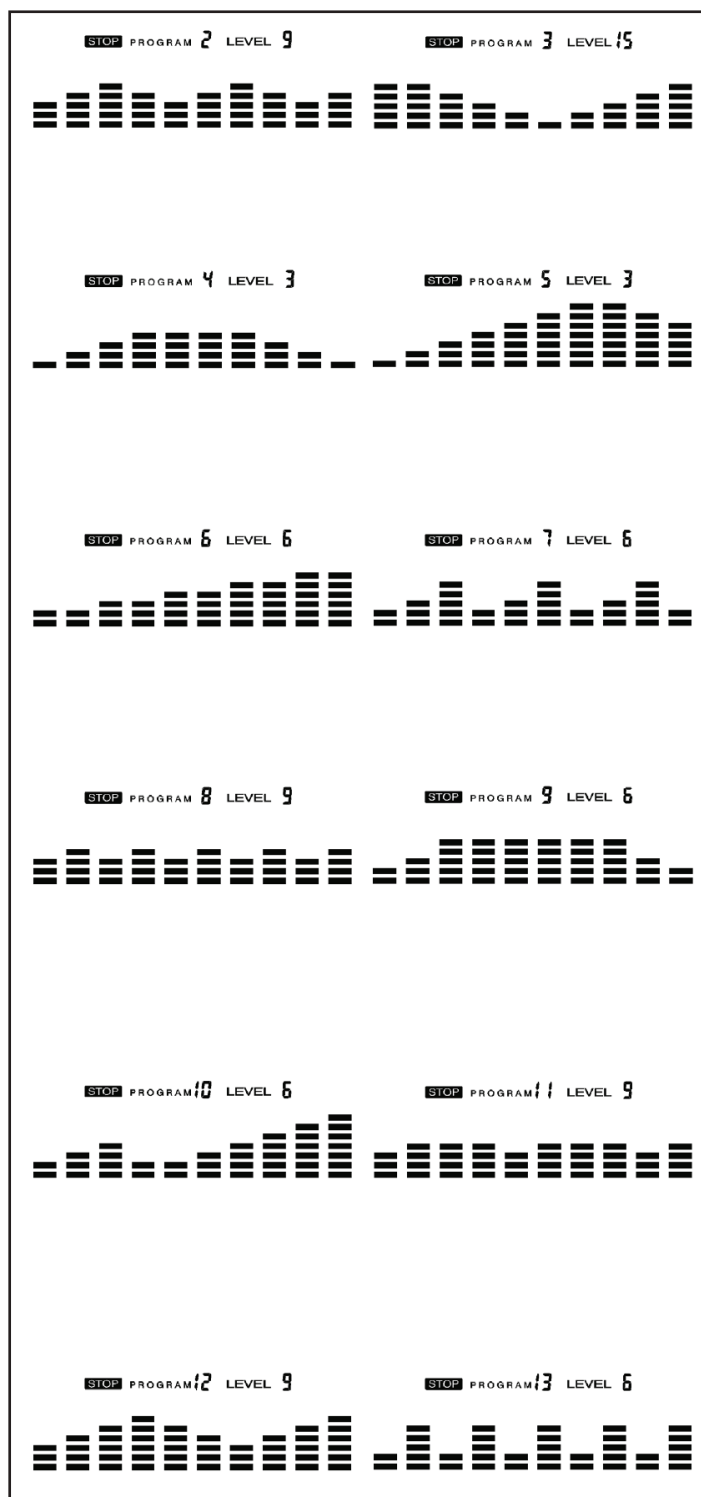 STOP PROGRAM 2 LEVEL 9
STOP PROGRAM 3 LEVEL 15
STOP PROGRAM 4 LEVEL 3
STOP PROGRAM 5 LEVEL 3
STOP PROGRAM 6 LEVEL 6
STOP PROGRAM 7 LEVEL 6
STOP PROGRAM 8 LEVEL 9
STOP PROGRAM 9 LEVEL 6
STOP PROGRAM 10 LEVEL 6
STOP PROGRAM 11 LEVEL 9
STOP PROGRAM 12 LEVEL 9
STOP PROGRAM 13 LEVEL 6